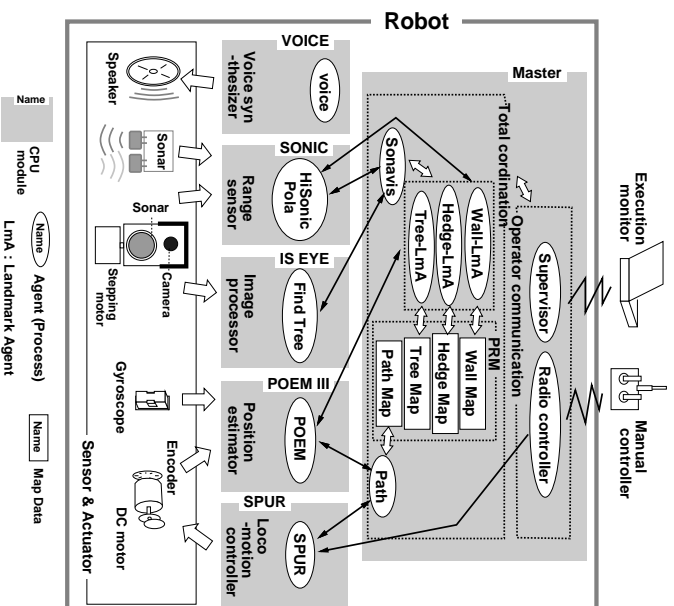 Robot
Master
Execution
monitor
Manual
controller
Total cordination
Operator communication
Supervisor
Radio controller
Sonavis
Wall-LmA
Hedge-LmA
Tree-LmA
PRM
Wall Map
Hedge Map
Tree Map
Path Map
Path
VOICE
voice
Voice syn
-thesizer
SONIC
HiSonic
Pola
Range
sensor
IS EYE
Find Tree
Image
processor
POEM III
POEM
Position
estimator
SPUR
SPUR
Loco
-motion
controller
Speaker
Sonar
Sonar
Camera
Stepping
motor
Gyroscope
Encoder
DC motor
Sensor & Actuator
Name
CPU
module
Name
Agent (Process)
Name
Map Data
LmA : Landmark Agent